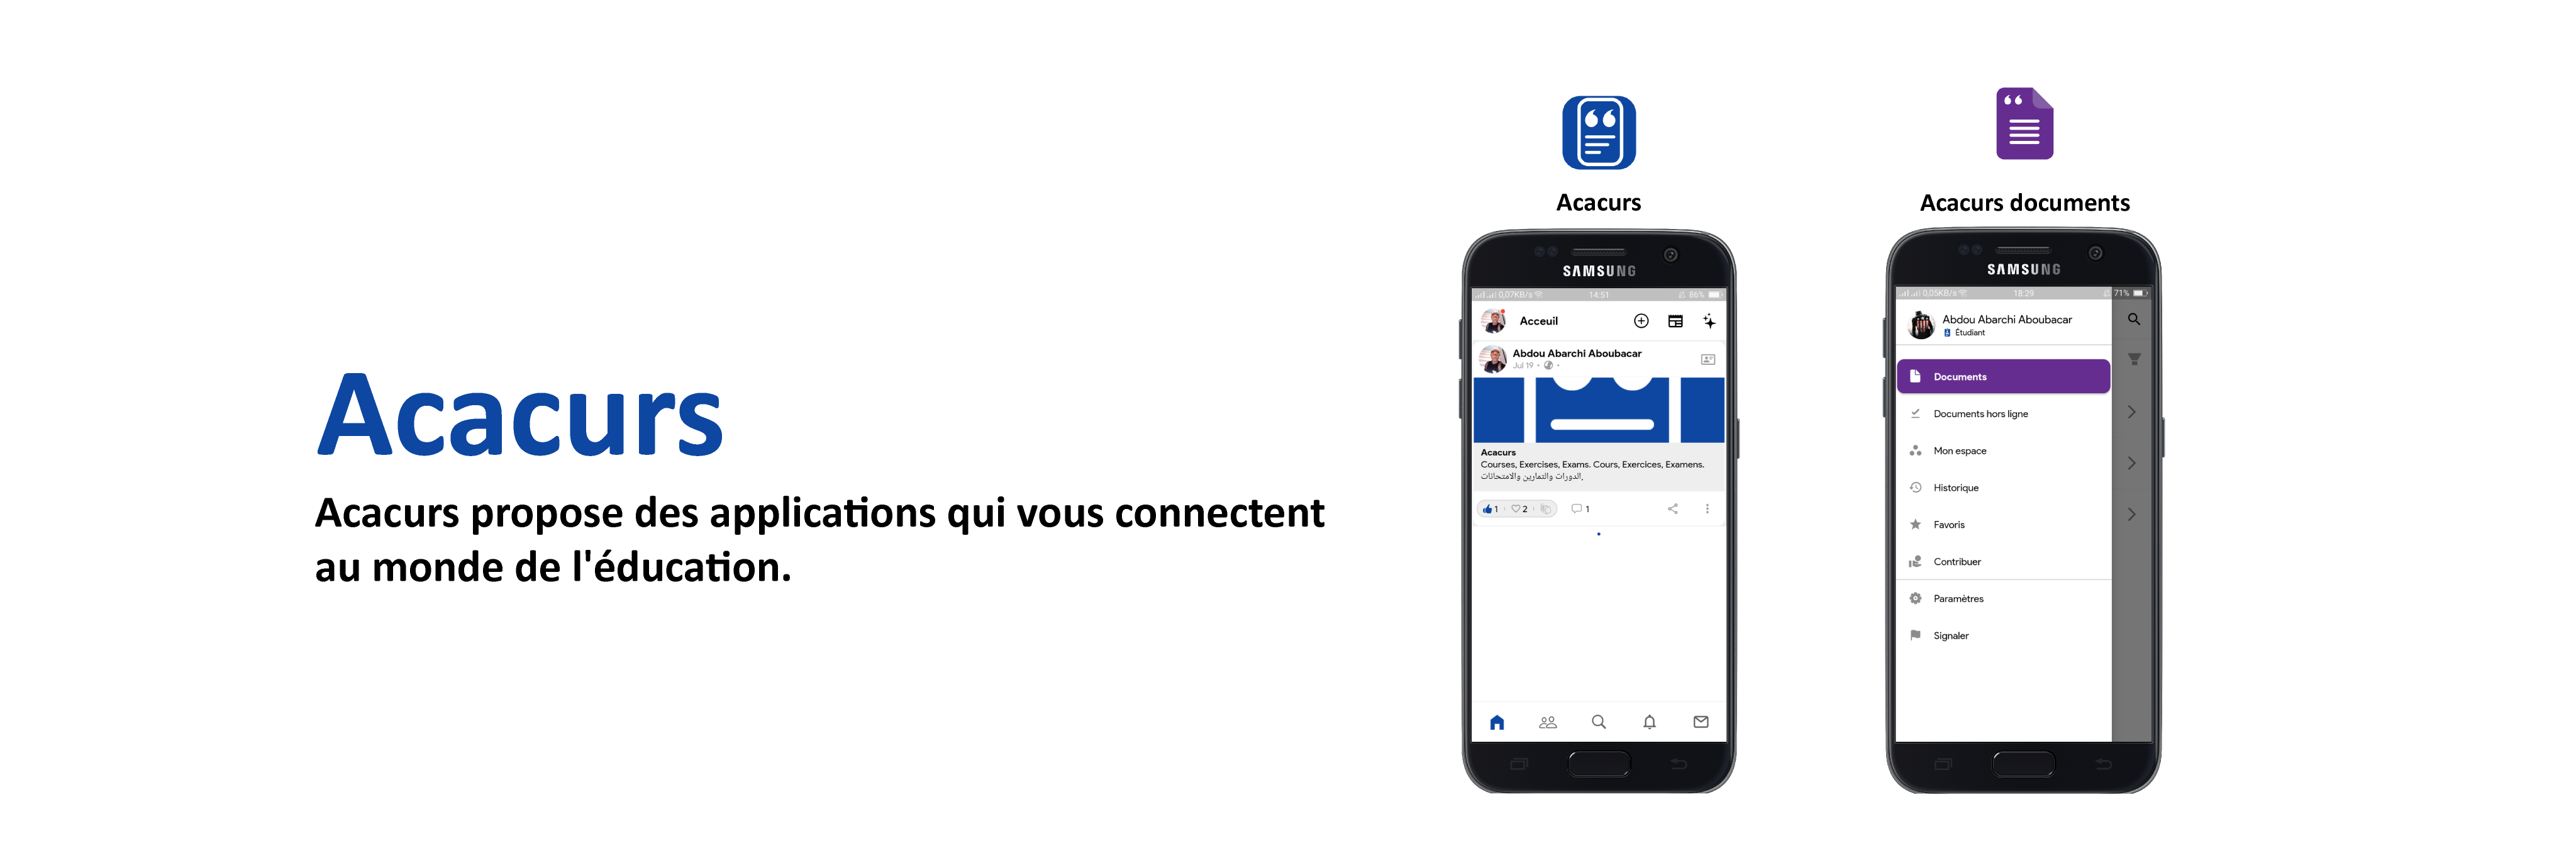 Acacurs
Acacurs propose des applications qui vous connectent
au monde de l'éducation.
Acacurs
SAMSUNG
0,07KB/s 14:51 86%
Acceuil
Abdou Abarchi Aboubacar
Jul 19 • •
Acacurs
Courses, Exercises, Exams. Cours, Exercices, Examens.
الدورات والتمارين والامتحانات,
1 2 1
Acacurs documents
SAMSUNG
0,05KB/s 18:29 71%
Abdou Abarchi Aboubacar
Étudiant
Documents
Documents hors ligne
Mon espace
Historique
Favoris
Contribuer
Paramètres
Signaler